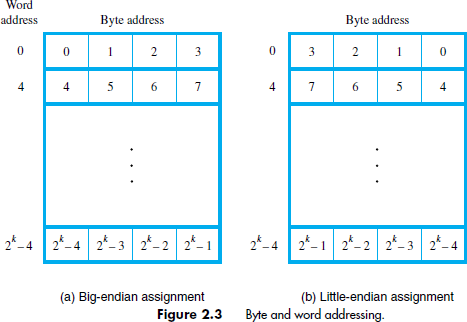 Word
address Byte address Byte address
0 0 1 2 3 0 3 2 1 0
4 4 5 6 7 4 7 6 5 4
2^k – 4 2^k – 4 2^k – 3 2^k – 2 2^k – 1 2^k – 4 2^k – 1 2^k – 2 2^k – 3 2^k – 4
(a) Big-endian assignment (b) Little-endian assignment
Figure 2.3 Byte and word addressing.